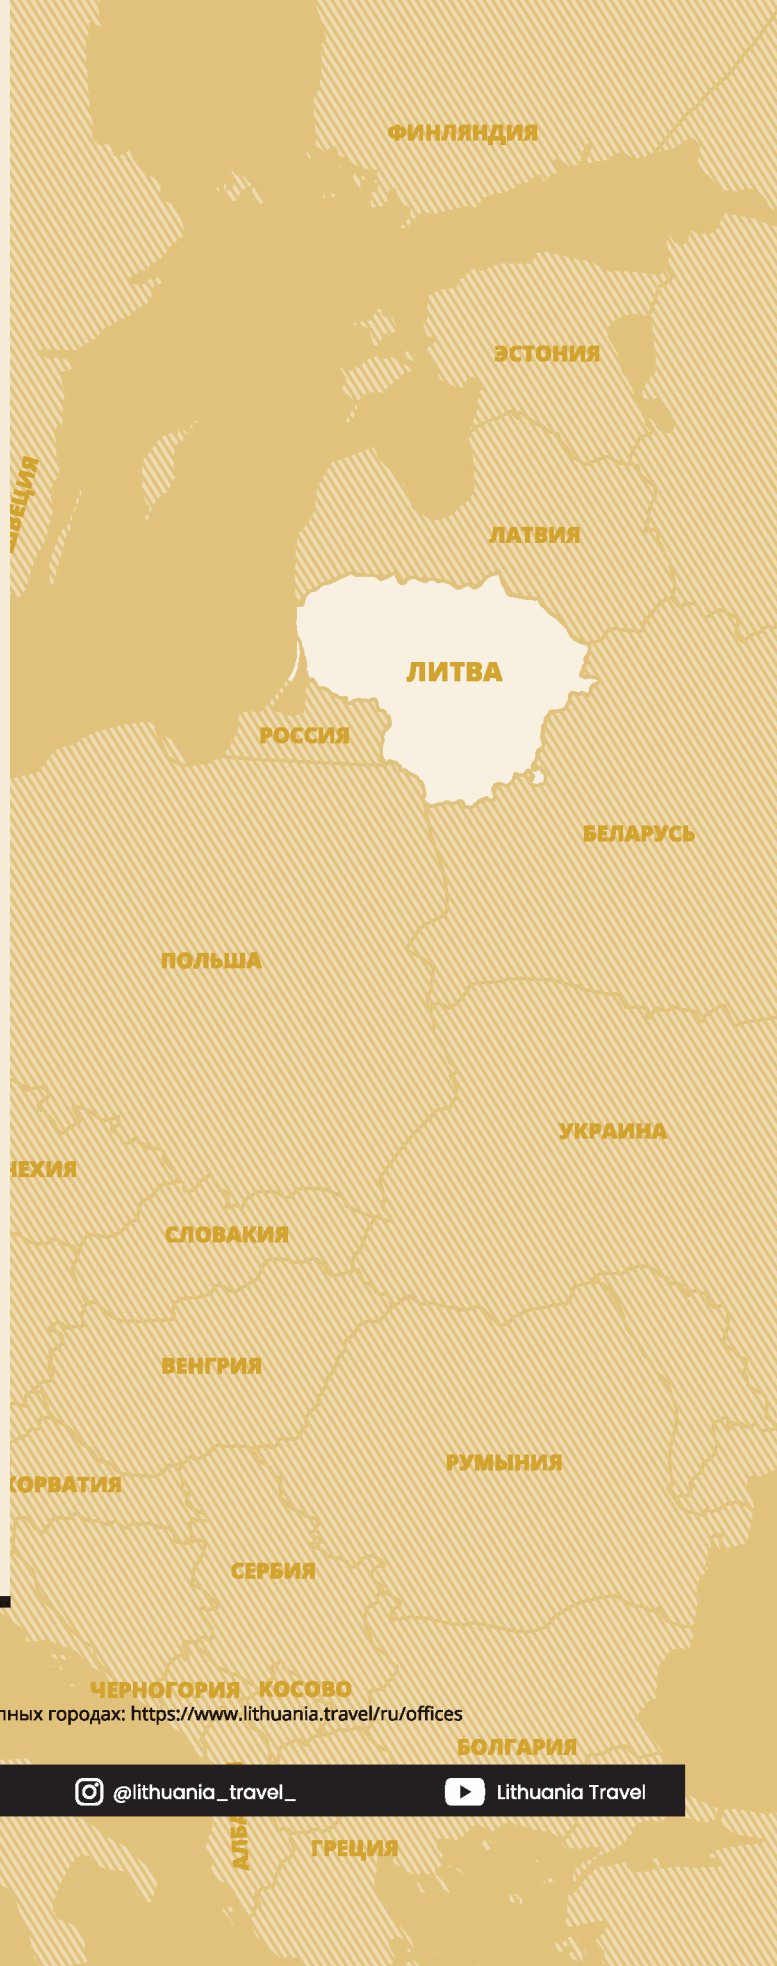 ФИНЛЯНДИЯ
ЭСТОНИЯ
ЛАТВИЯ
ЛИТВА
РОССИЯ
БЕЛАРУСЬ
ПОЛЬША
УКРАИНА
СЛОВАКИЯ
ВЕНГРИЯ
РУМЫНИЯ
СЕРБИЯ
ЧЕРНОГОРИЯ КОСОВО
городах: https://www.lithuania.travel/ru/offices
БОЛГАРИЯ
@lithuania_travel_ Lithuania Travel
ГРЕЦИЯ